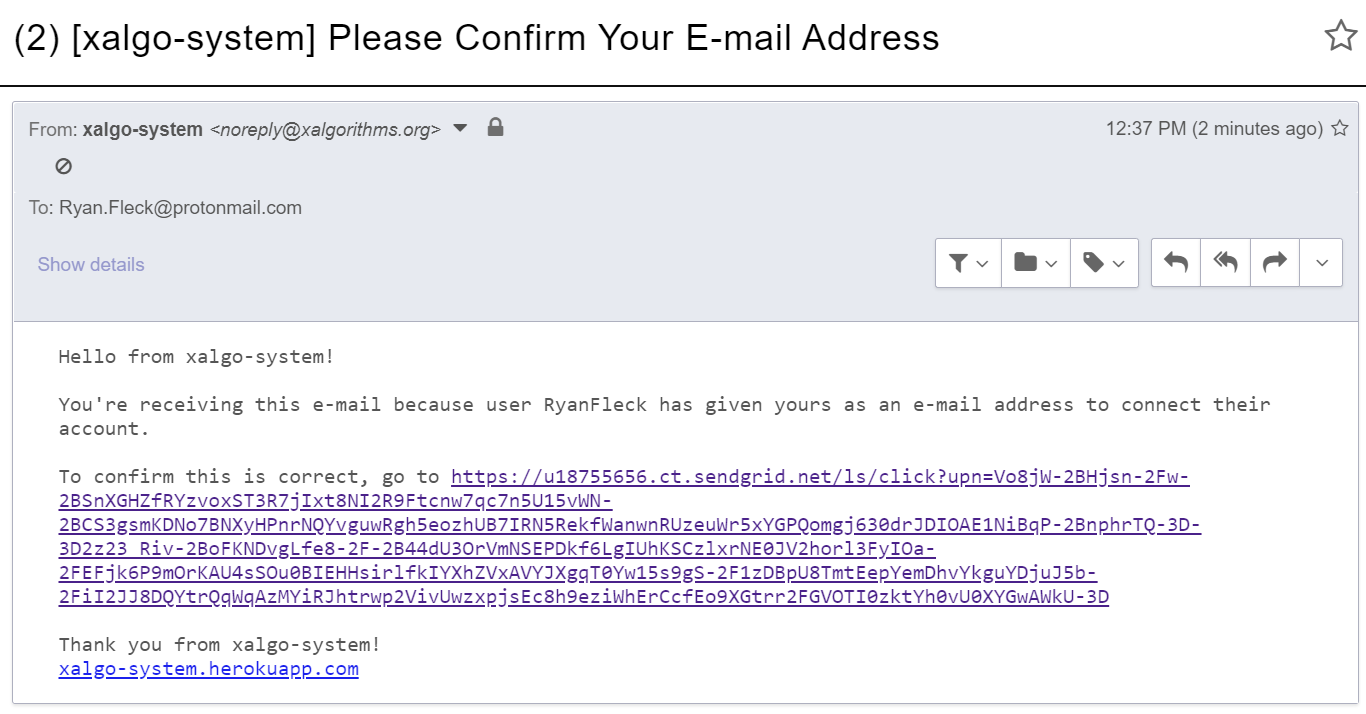 (2) [xalgo-system] Please Confirm Your E-mail Address
From: xalgo-system <noreply@xalgorithms.org>
12:37 PM (2 minutes ago)
To: Ryan.Fleck@protonmail.com
Show details
Hello from xalgo-system!
You're receiving this e-mail because user RyanFleck has given yours as an e-mail address to connect their
account.
To confirm this is correct, go to https://u18755656.ct.sendgrid.net/ls/click?upn=Vo8jW-2BHjsn-2Fw-
2BSnXGHZfRYzvoxST3R7jIxt8NI2R9Ftcnw7qc7n5U15vWN-
2BCS3gsmKDNo7BNXyHPnrNQYvguwRgh5eozhUB7IRN5RekfWanwnRUzeuWr5xYGPQomgj630drJDIOAE1NiBqP-2BnphrTQ-3D-
3D2z23_Riv-2BoFKNDvgLfe8-2F-2B44dU3OrVmNSEPDkf6LgIUhKSCzlxrNE0JV2horl3FyIOa-
2FEFjk6P9mOrKAU4sSOu0BIEHHsirlfkIYXhZVxAVYJXgqT0Yw15s9gS-2F1zDBpU8TmtEepYemDhvYkguYDjuJ5b-
2FiI2JJ8DQYtrQqWqAzMYiRJhtrwp2VivUwzxpjsEc8h9eziWhErCcfEo9XGtrr2FGVOTI0zktYh0vU0XYGwAWkU-3D
Thank you from xalgo-system!
xalgo-system.herokuapp.com